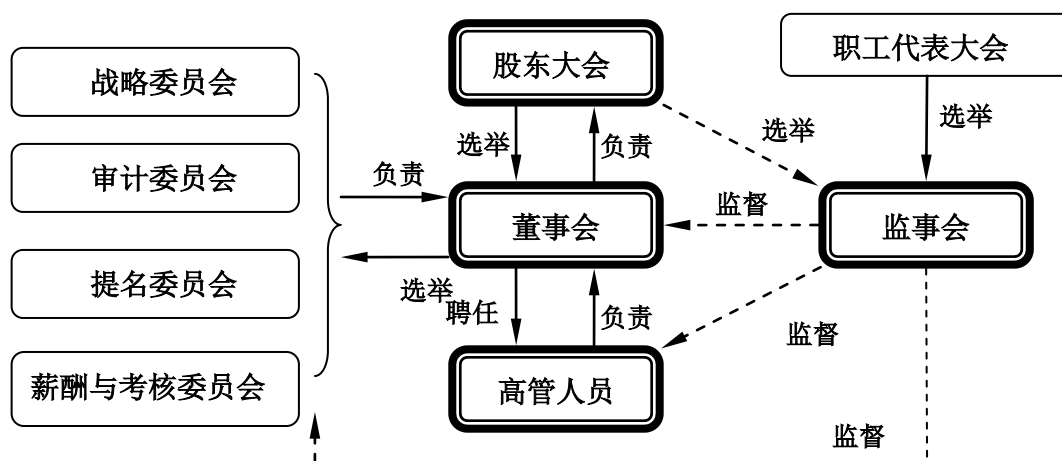 职工代表大会
股东大会
战略委员会
选举
选举
选举
负责
审计委员会
负责
监督
董事会
监事会
提名委员会
选举
聘任
负责
监督
薪酬与考核委员会
高管人员
监督